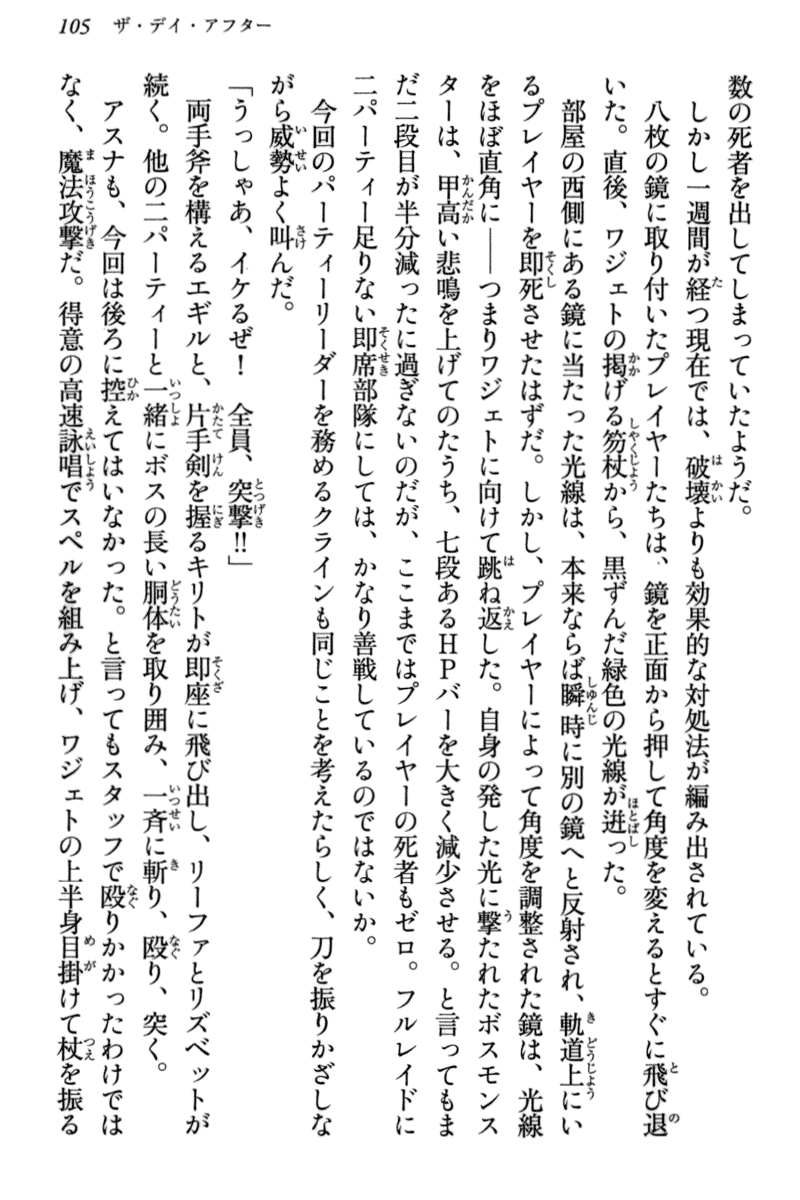 105　ザ・デイ・アフター
数の死者を出してしまっていたようだ。
しかし一週間が経つ現在では、破壊よりも効果的な対処法が編み出されている。
八枚の鏡に取り付いたプレイヤーたちは、鏡を正面から押して角度を変えるとすぐに飛び退
いた。直後、ワジェトの掲げる笏杖から、黒ずんだ緑色の光線が迸った。
部屋の西側にある鏡に当たった光線は、本来ならば瞬時に別の鏡へと反射され、軌道上にい
るプレイヤーを即死させたはずだ。しかし、プレイヤーによって角度を調整された鏡は、光線
をほぼ直角に――つまりワジェトに向けて跳ね返した。自身の発した光に撃たれたボスモンス
ターは、甲高い悲鳴を上げてのたうち、七段あるＨＰバーを大きく減少させる。と言ってもま
だ二段目が半分減ったに過ぎないのだが、ここまではプレイヤーの死者もゼロ。フルレイドに
二パーティー足りない即席部隊にしては、かなり善戦しているのではないか。
今回のパーティーリーダーを務めるクラインも同じことを考えたらしく、刀を振りかざしな
がら威勢よく叫んだ。
「うっしゃあ、イケるぜ！　全員、突撃!!」
両手斧を構えるエギルと、片手剣を握るキリトが即座に飛び出し、リーファとリズベットが
続く。他の二パーティーと一緒にボスの長い胴体を取り囲み、一斉に斬り、殴り、突く。
アスナも、今回は後ろに控えてはいなかった。と言ってもスタッフで殴りかかったわけでは
なく、魔法攻撃だ。得意の高速詠唱でスペルを組み上げ、ワジェトの上半身目掛けて杖を振る